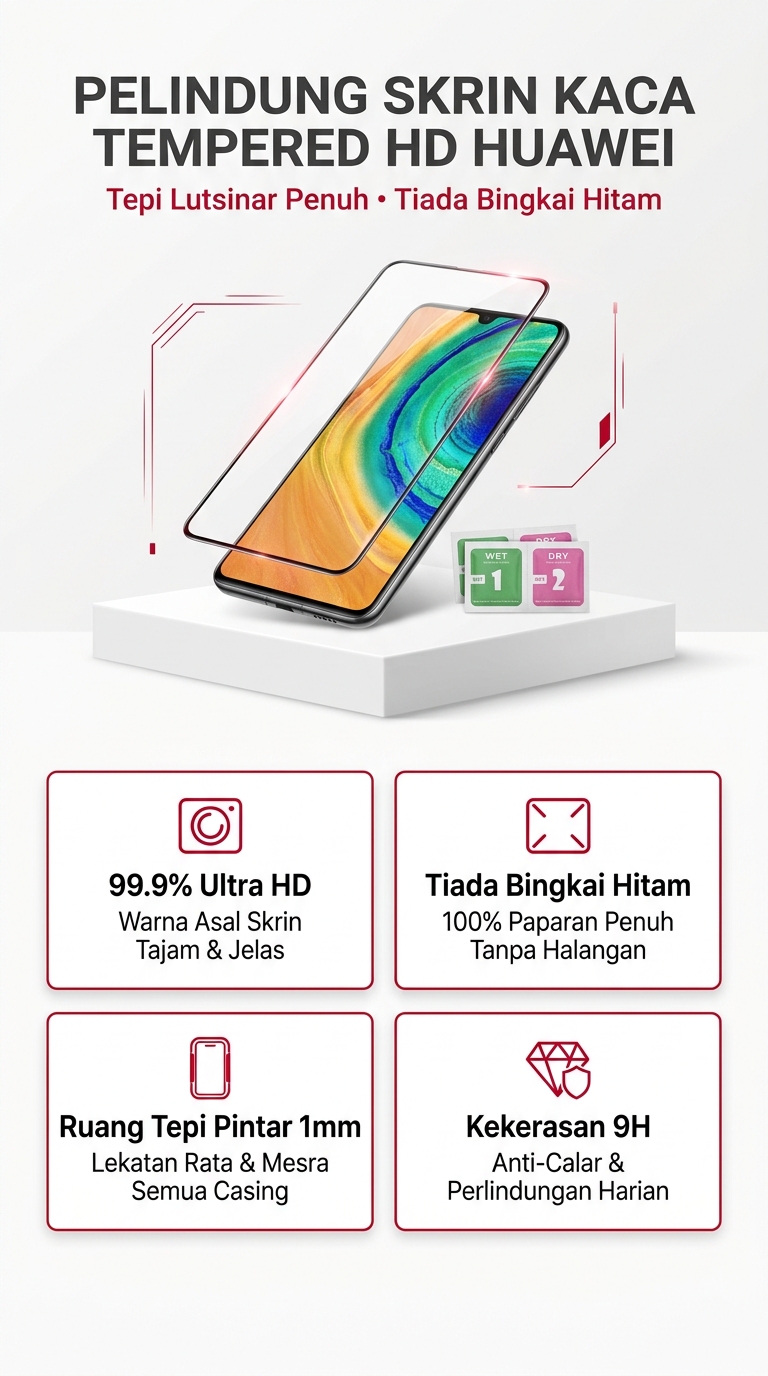 PELINDUNG SKRIN KACA
TEMPERED HD HUAWEI
Tepi Lutsinar Penuh • Tiada Bingkai Hitam
DRY
WET
1
DRY
2
99.9% Ultra HD
Warna Asal Skrin
Tajam & Jelas
Tiada Bingkai Hitam
100% Paparan Penuh
Tanpa Halangan
Ruang Tepi Pintar 1mm
Lekatan Rata & Mesra
Semua Casing
Kekerasan 9H
Anti-Calar &
Perlindungan Harian